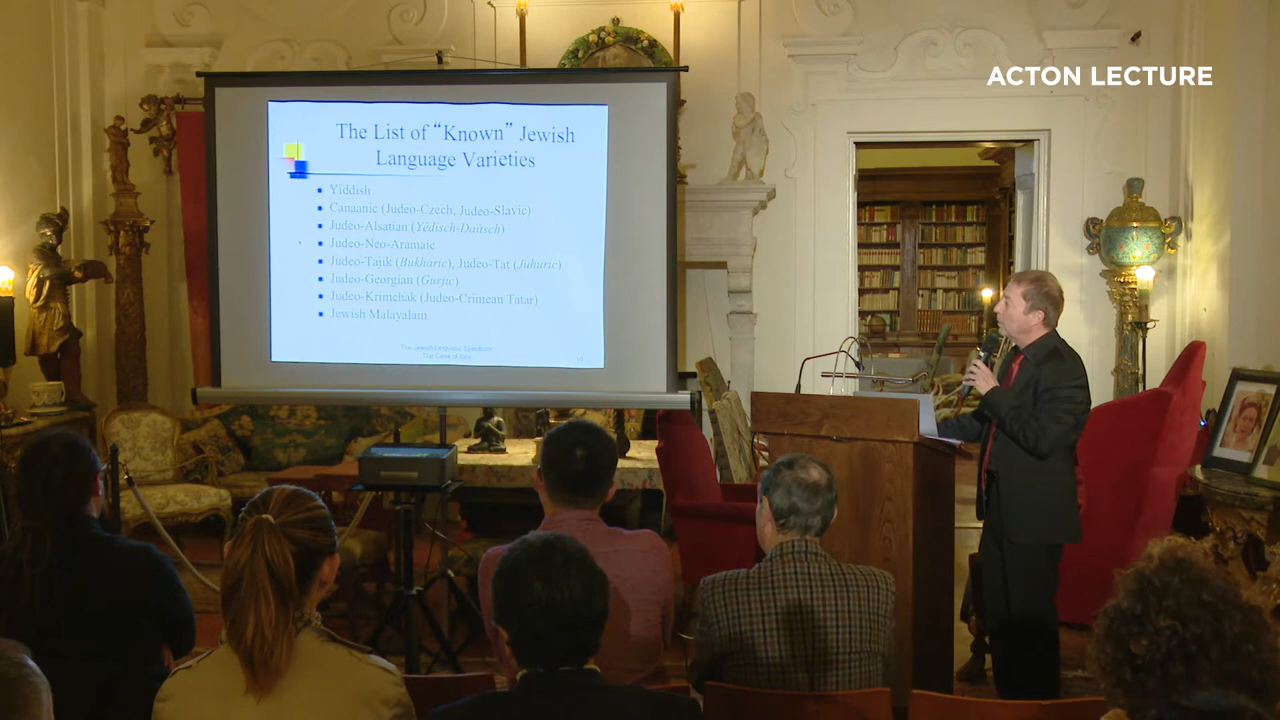 ACTON LECTURE
The List of “Known” Jewish
Language Varieties
Yiddish
Canaanic (Judeo-Czech, Judeo-Slavic)
Judeo-Alsatian (Yédisch-Daïtsch)
Judeo-Neo-Aramaic
Judeo-Tajik (Bukharic), Judeo-Tat (Juhuric)
Judeo-Georgian (Gurjic)
Judeo-Krimchak (Judeo-Crimean Tatar)
Jewish Malayalam
The Jewish Linguistic Spectrum:
The Case of Italy